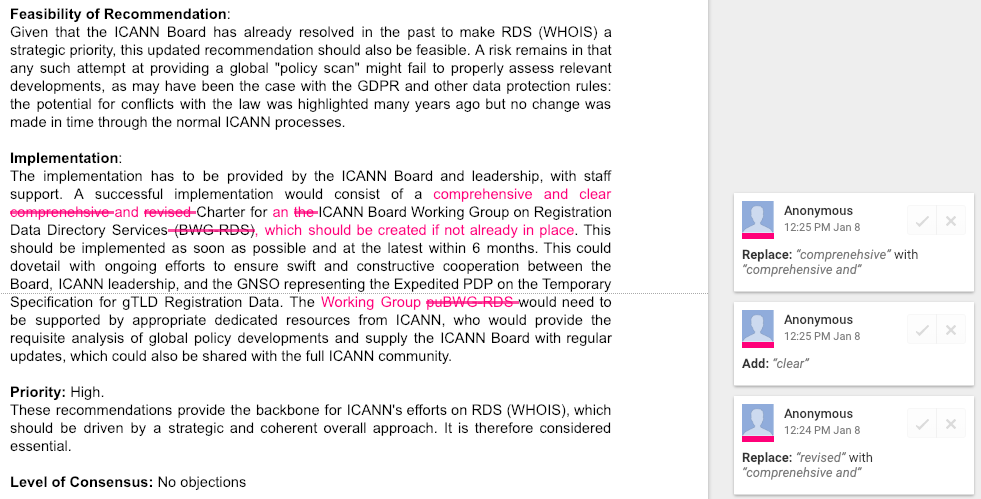 Feasibility of Recommendation:
Given that the ICANN Board has already resolved in the past to make RDS (WHOIS) a
strategic priority, this updated recommendation should also be feasible. A risk remains in that
any such attempt at providing a global "policy scan" might fail to properly assess relevant
developments, as may have been the case with the GDPR and other data protection rules:
the potential for conflicts with the law was highlighted many years ago but no change was
made in time through the normal ICANN processes.
Implementation:
The implementation has to be provided by the ICANN Board and leadership, with staff
support. A successful implementation would consist of a comprehensive and clear
comprenehsive and revised Charter for an the ICANN Board Working Group on Registration
Data Directory Services (BWG-RDS), which should be created if not already in place. This
should be implemented as soon as possible and at the latest within 6 months. This could
dovetail with ongoing efforts to ensure swift and constructive cooperation between the
Board, ICANN leadership, and the GNSO representing the Expedited PDP on the Temporary
Specification for gTLD Registration Data. The Working Group puBWG-RDS would need to
be supported by appropriate dedicated resources from ICANN, who would provide the
requisite analysis of global policy developments and supply the ICANN Board with regular
updates, which could also be shared with the full ICANN community.
Priority: High.
These recommendations provide the backbone for ICANN's efforts on RDS (WHOIS), which
should be driven by a strategic and coherent overall approach. It is therefore considered
essential.
Level of Consensus: No objections
Anonymous
12:25 PM Jan 8
Replace: "comprenehsive" with
"comprehensive and"
Anonymous
12:25 PM Jan 8
Add: "clear"
Anonymous
12:24 PM Jan 8
Replace: "revised" with
"comprenehsive and"